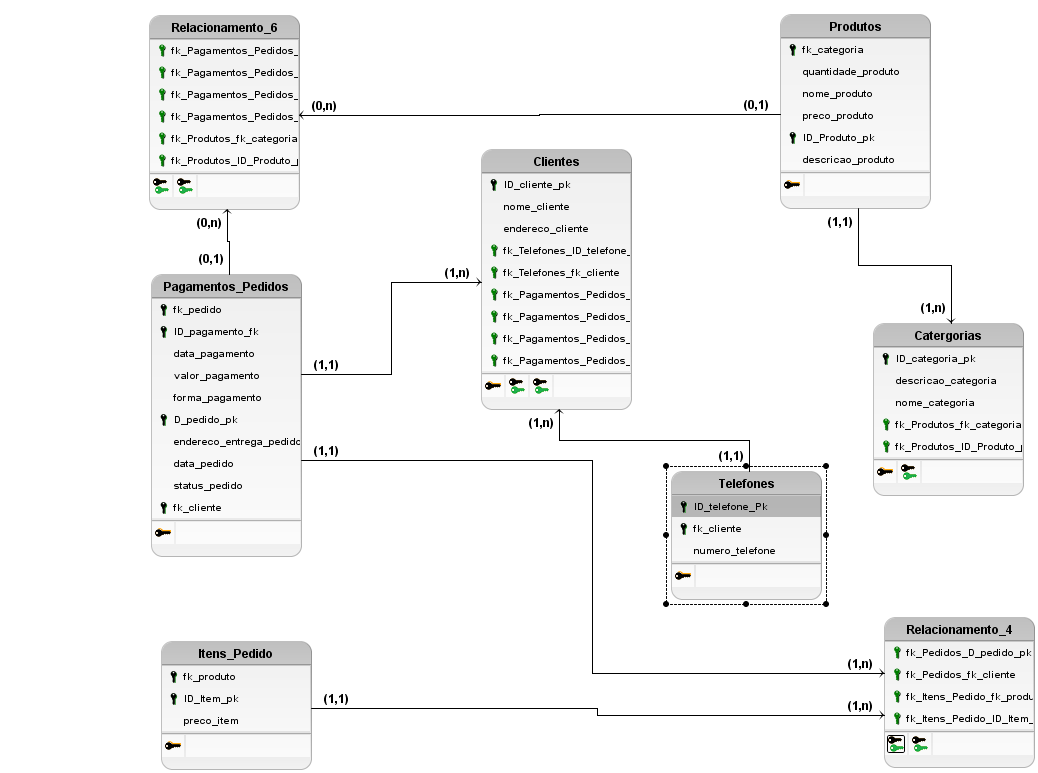 Relacionamento_6
fk_Pagamentos_Pedidos_
fk_Pagamentos_Pedidos_
fk_Pagamentos_Pedidos_
fk_Pagamentos_Pedidos_
fk_Produtos_fk_categoria
fk_Produtos_ID_Produto_
(0,n)
(0,1)
Produtos
fk_categoria
quantidade_produto
nome_produto
preco_produto
ID_Produto_pk
descricao_produto
Clientes
ID_cliente_pk
nome_cliente
endereco_cliente
fk_Telefones_ID_telefone_
fk_Telefones_fk_cliente
fk_Pagamentos_Pedidos_
fk_Pagamentos_Pedidos_
fk_Pagamentos_Pedidos_
fk_Pagamentos_Pedidos_
(0,n)
(0,1)
(1,1)
(1,n)
Pagamentos_Pedidos
fk_pedido
ID_pagamento_fk
data_pagamento
valor_pagamento
forma_pagamento
D_pedido_pk
endereco_entrega_pedido
data_pedido
status_pedido
fk_cliente
(1,n)
(1,1)
(1,1)
(1,n)
Catergorias
ID_categoria_pk
descricao_categoria
nome_categoria
fk_Produtos_fk_categoria
fk_Produtos_ID_Produto_
(1,n)
(1,1)
Telefones
ID_telefone_Pk
fk_cliente
numero_telefone
Itens_Pedido
fk_produto
ID_Item_pk
preco_item
(1,1)
(1,n)
(1,n)
Relacionamento_4
fk_Pedidos_D_pedido_pk
fk_Pedidos_fk_cliente
fk_Itens_Pedido_fk_produ
fk_Itens_Pedido_ID_Item_